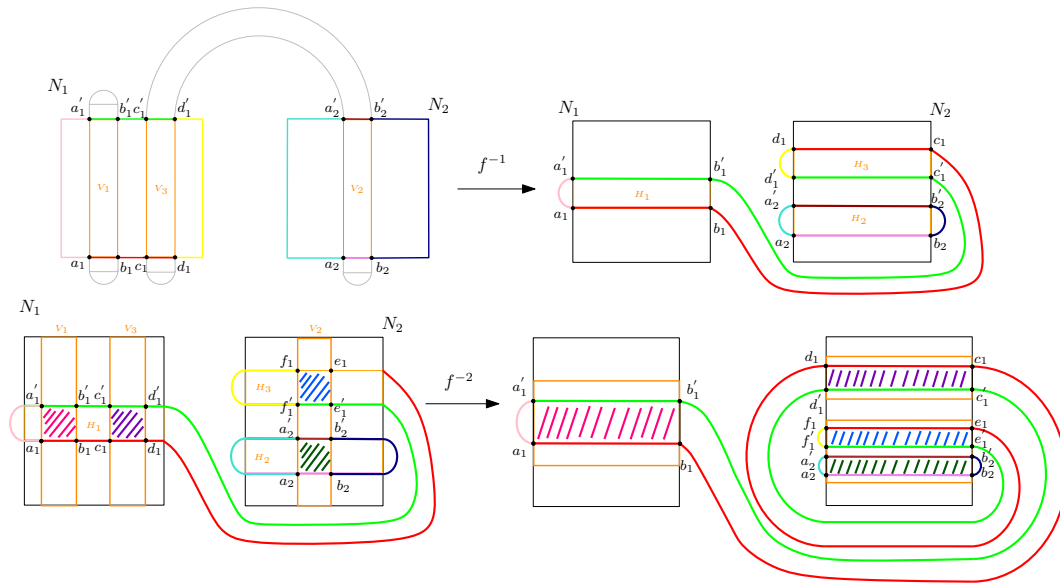 N₁ a₁′ b₁′ c₁′ d₁′ a₂′ b₂′ N₂
V₁ V₃ V₂
a₁ b₁ c₁ d₁ a₂ b₂
f⁻¹
N₁ N₂
d₁ c₁
a₁′ b₁′ H₃
d₁′ c₁′
a₂′ b₂′
H₁ H₂
a₁ b₁ a₂ b₂
N₁ V₁ V₃ V₂ N₂
f₁ e₁
H₃
a₁′ b₁′ c₁′ d₁′ f₁′ e₁′
H₁ a₂′ b₂′
a₁ b₁ c₁ d₁ H₂
a₂ b₂
f⁻²
d₁ c₁
a₁′ b₁′ d₁′ c₁′
f₁ e₁
f₁′ e₁′
a₁ b₁ a₂′ b₂′
a₂ b₂